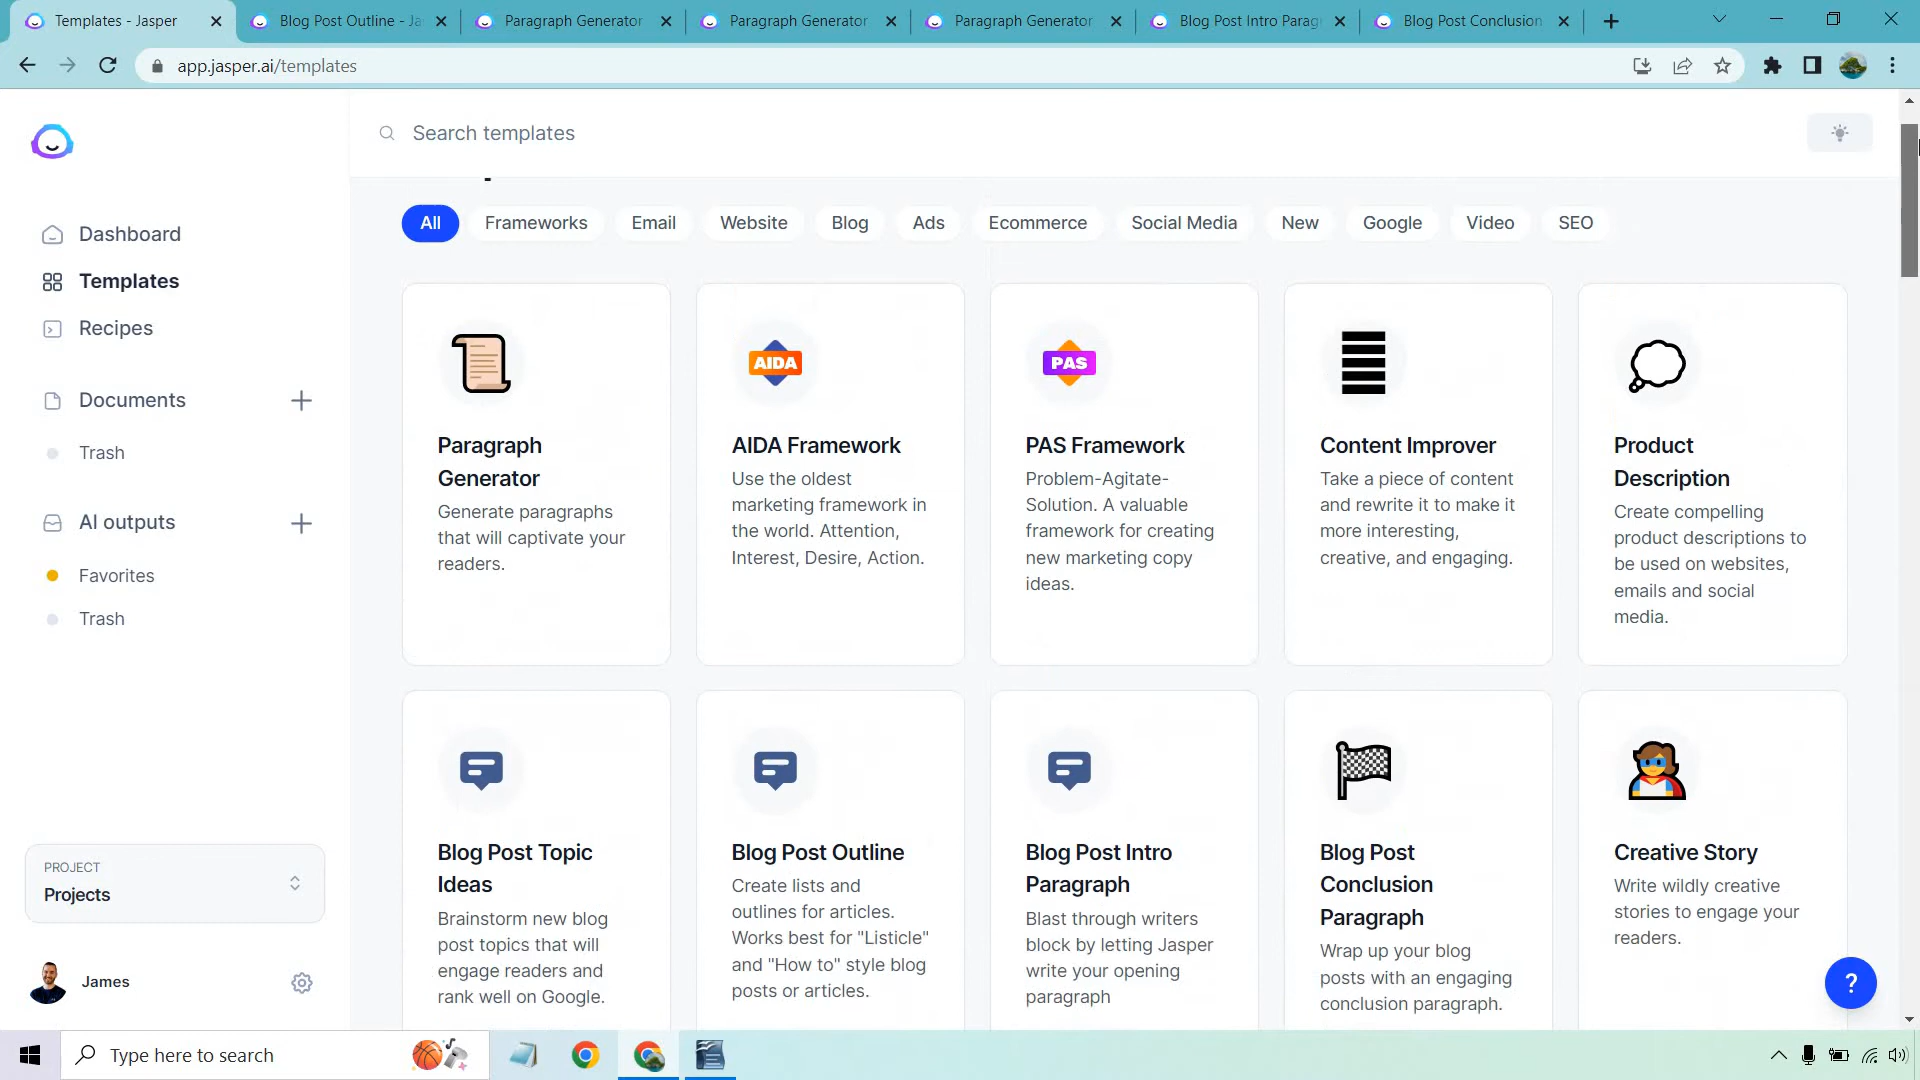 Templates - Jasper
Blog Post Outline - Ja
Paragraph Generator
Paragraph Generator
Paragraph Generator
Blog Post Intro Parag
Blog Post Conclusion
app.jasper.ai/templates
Search templates
All
Frameworks
Email
Website
Blog
Ads
Ecommerce
Social Media
New
Google
Video
SEO
Dashboard
Templates
Recipes
Documents
Trash
AI outputs
Favorites
Trash
PROJECT
Projects
James
Paragraph
Generator
Generate paragraphs
that will captivate your
readers.
AIDA
AIDA Framework
Use the oldest
marketing framework in
the world. Attention,
Interest, Desire, Action.
PAS
PAS Framework
Problem-Agitate-
Solution. A valuable
framework for creating
new marketing copy
ideas.
Content Improver
Take a piece of content
and rewrite it to make it
more interesting,
creative, and engaging.
Product
Description
Create compelling
product descriptions to
be used on websites,
emails and social
media.
Blog Post Topic
Ideas
Brainstorm new blog
post topics that will
engage readers and
rank well on Google.
Blog Post Outline
Create lists and
outlines for articles.
Works best for "Listicle"
and "How to" style blog
posts or articles.
Blog Post Intro
Paragraph
Blast through writers
block by letting Jasper
write your opening
paragraph
Blog Post
Conclusion
Paragraph
Wrap up your blog
posts with an engaging
conclusion paragraph.
Creative Story
Write wildly creative
stories to engage your
readers.
?
Type here to search